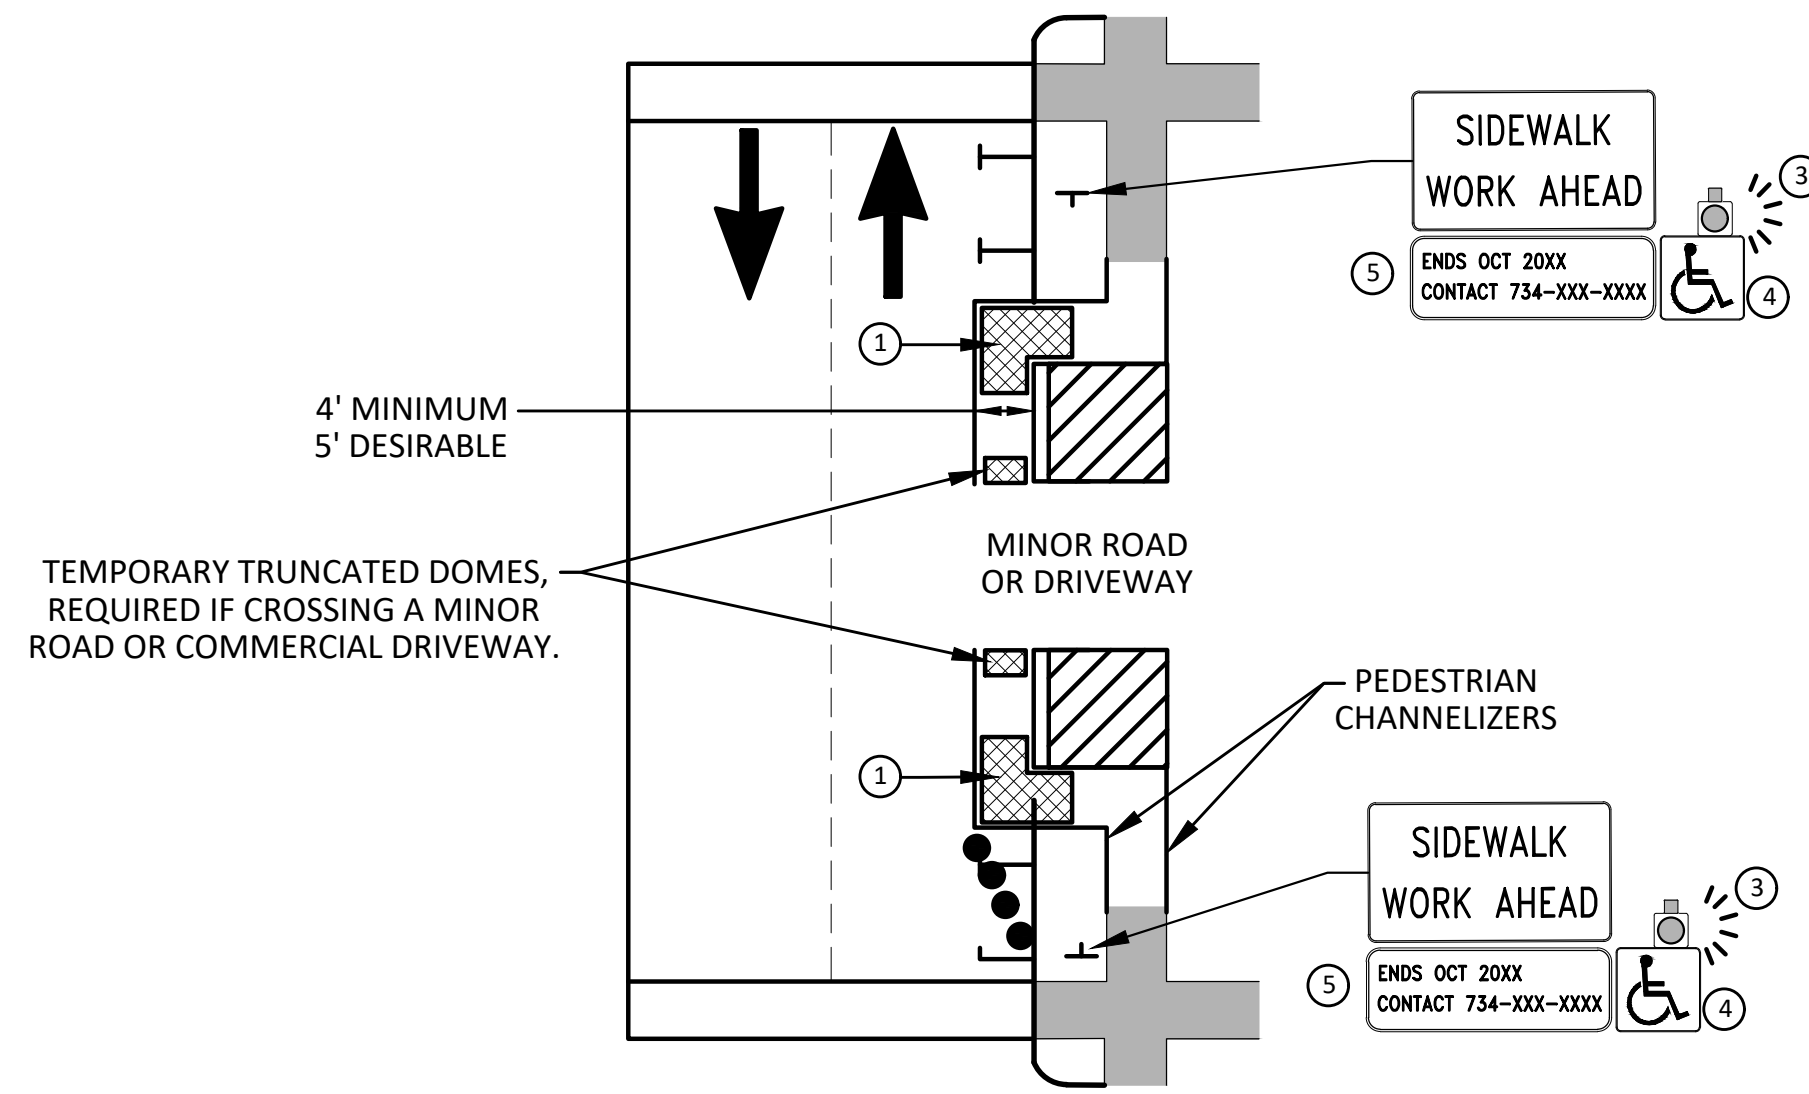 SIDEWALK
WORK AHEAD
3
ENDS OCT 20XX
CONTACT 734-XXX-XXXX
5
4
1
4' MINIMUM
5' DESIRABLE
MINOR ROAD
OR DRIVEWAY
TEMPORARY TRUNCATED DOMES,
REQUIRED IF CROSSING A MINOR
ROAD OR COMMERCIAL DRIVEWAY.
PEDESTRIAN
CHANNELIZERS
1
SIDEWALK
WORK AHEAD
3
ENDS OCT 20XX
CONTACT 734-XXX-XXXX
5
4